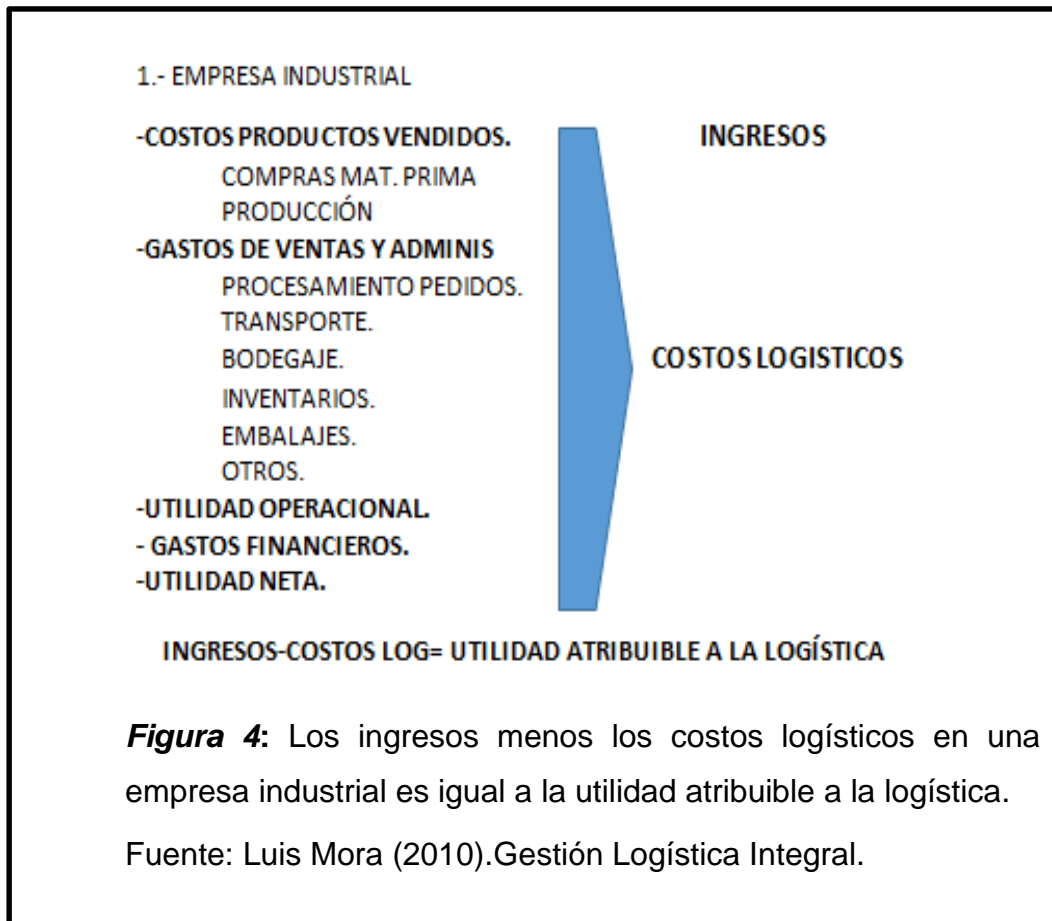 1.- EMPRESA INDUSTRIAL
-COSTOS PRODUCTOS VENDIDOS.
INGRESOS
COMPRAS MAT. PRIMA
PRODUCCIÓN
-GASTOS DE VENTAS Y ADMINIS
PROCESAMIENTO PEDIDOS.
TRANSPORTE.
BODEGAJE.
COSTOS LOGISTICOS
INVENTARIOS.
EMBALAJES.
OTROS.
-UTILIDAD OPERACIONAL.
- GASTOS FINANCIEROS.
-UTILIDAD NETA.
INGRESOS-COSTOS LOG= UTILIDAD ATRIBUIBLE A LA LOGÍSTICA
Figura 4: Los ingresos menos los costos logísticos en una
empresa industrial es igual a la utilidad atribuible a la logística.
Fuente: Luis Mora (2010).Gestión Logística Integral.